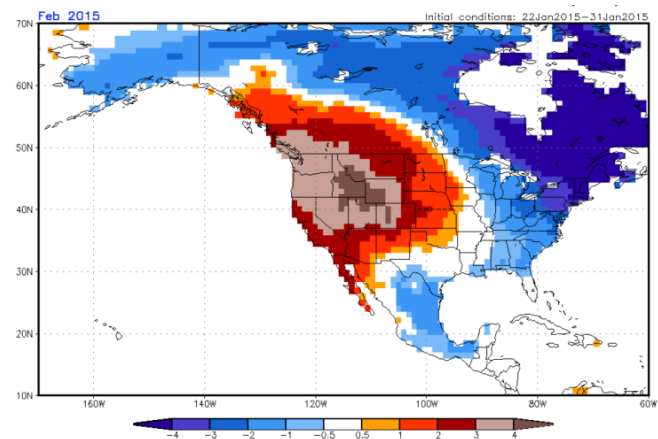 Feb 2015
Initial conditions: 22Jan2015–31Jan2015
70N
60N
50N
40N
30N
20N
10N
160W 140W 120W 100W 80W 60W
-4 -3 -2 -1 -0.5 0.5 1 2 3 4